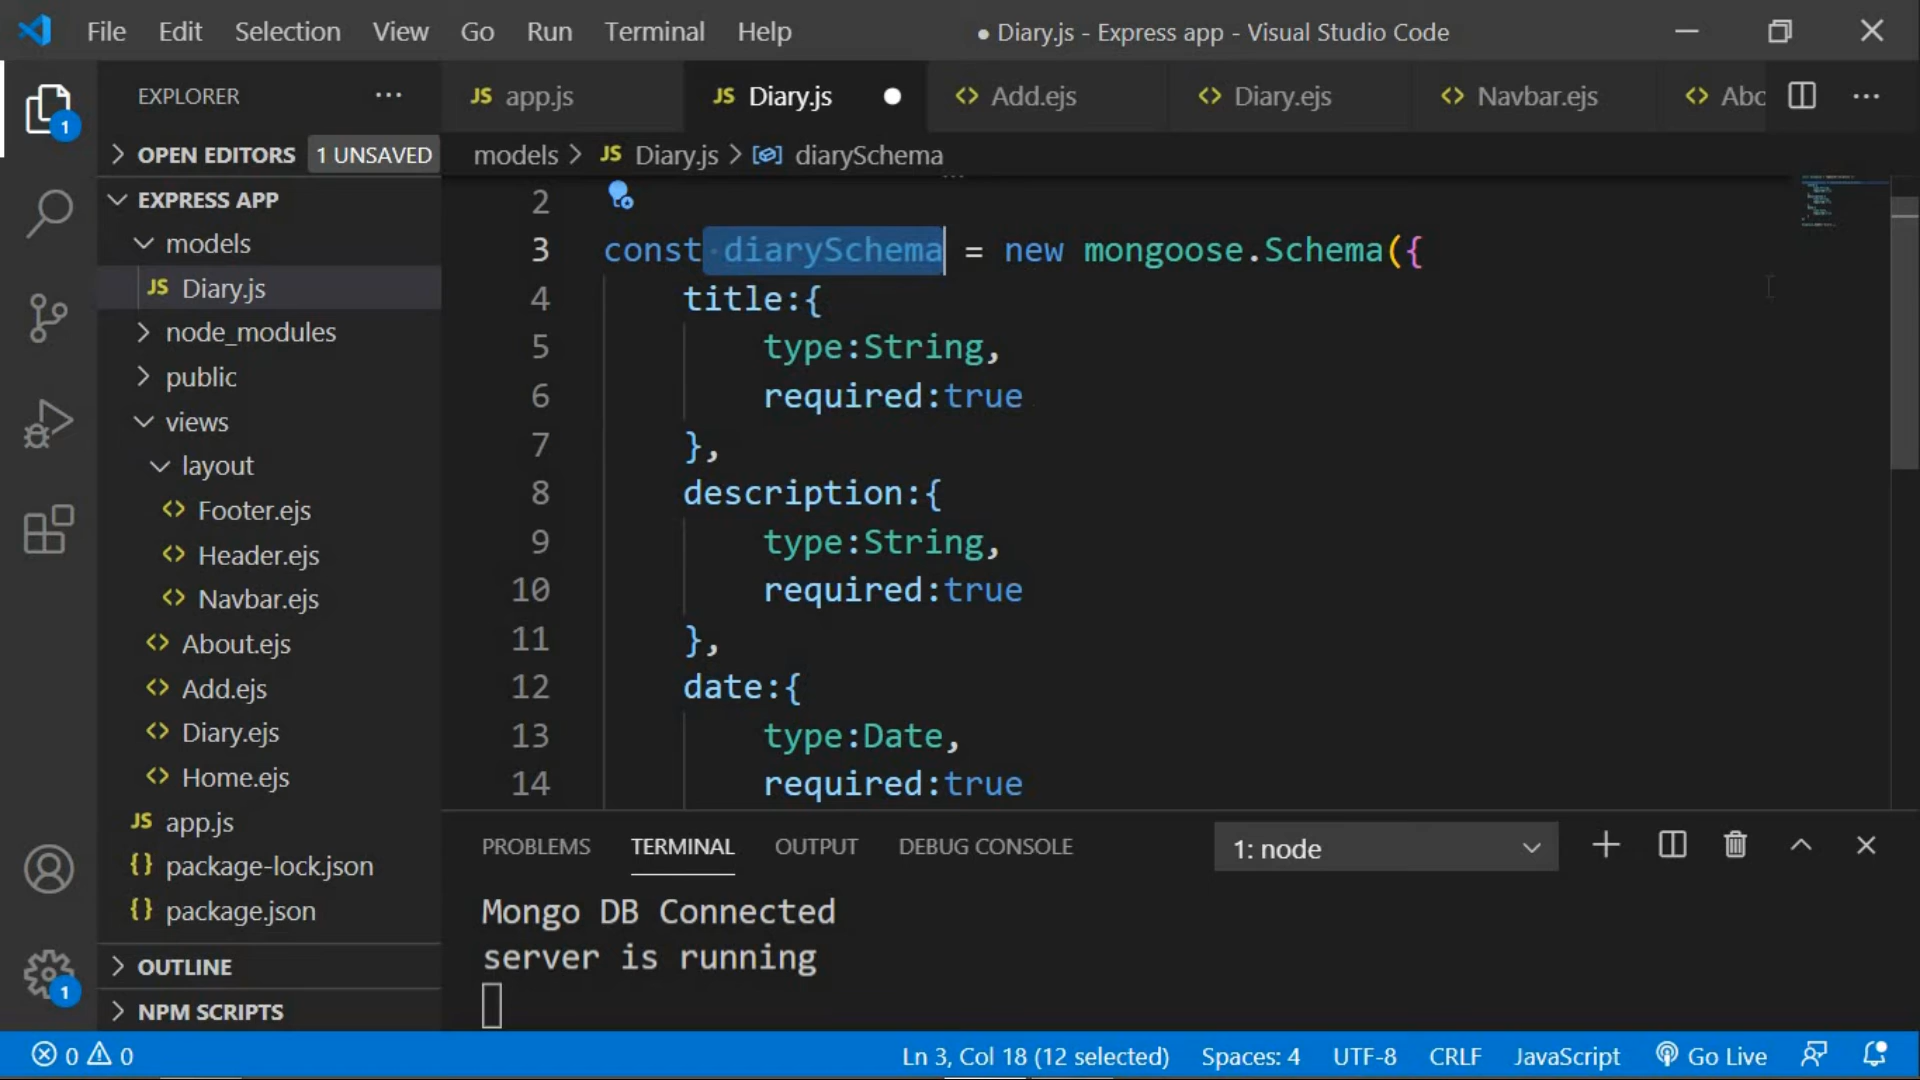 File Edit Selection View Go Run Terminal Help
● Diary.js - Express app - Visual Studio Code
EXPLORER
JS app.js
JS Diary.js
<> Add.ejs
<> Diary.ejs
<> Navbar.ejs
<> Abo
1
OPEN EDITORS 1 UNSAVED
models > JS Diary.js > diarySchema
EXPRESS APP
models
JS Diary.js
node_modules
public
views
layout
<> Footer.ejs
<> Header.ejs
<> Navbar.ejs
<> About.ejs
<> Add.ejs
<> Diary.ejs
<> Home.ejs
JS app.js
{} package-lock.json
{} package.json
OUTLINE
NPM SCRIPTS
1
2
3 const diarySchema = new mongoose.Schema({
4 title:{
5 type:String,
6 required:true
7 },
8 description:{
9 type:String,
10 required:true
11 },
12 date:{
13 type:Date,
14 required:true
PROBLEMS TERMINAL OUTPUT DEBUG CONSOLE
1: node
Mongo DB Connected
server is running
0 0
Ln 3, Col 18 (12 selected) Spaces: 4 UTF-8 CRLF JavaScript Go Live